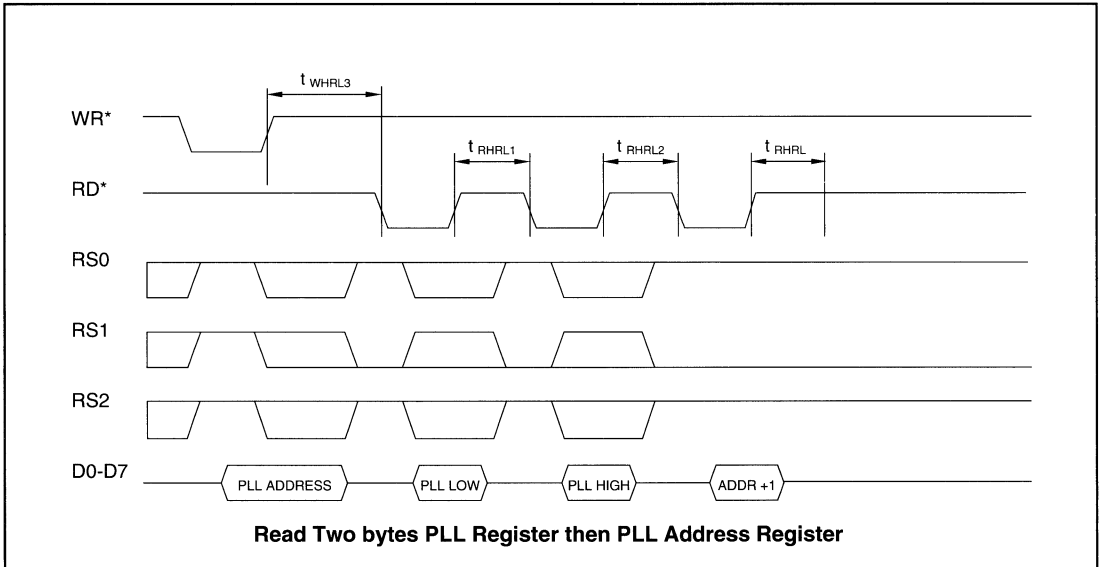 t WHRL3
WR*
t RHRL1
t RHRL2
t RHRL
RD*
RS0
RS1
RS2
D0-D7
PLL ADDRESS
PLL LOW
PLL HIGH
ADDR +1
Read Two bytes PLL Register then PLL Address Register